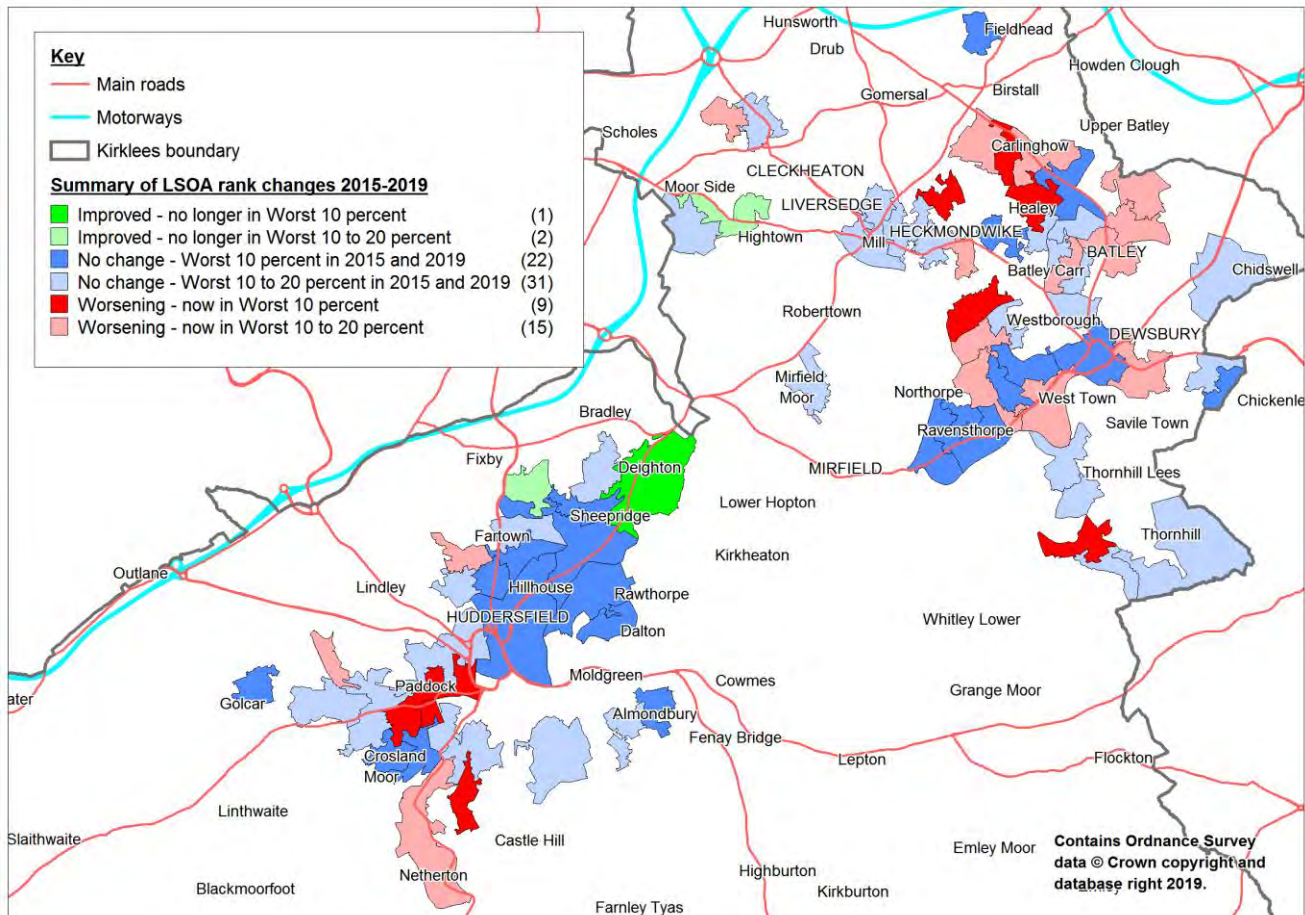 Key
Main roads
Motorways
Kirklees boundary
Summary of LSOA rank changes 2015-2019
Improved - no longer in Worst 10 percent (1)
Improved - no longer in Worst 10 to 20 percent (2)
No change - Worst 10 percent in 2015 and 2019 (22)
No change - Worst 10 to 20 percent in 2015 and 2019 (31)
Worsening - now in Worst 10 percent (9)
Worsening - now in Worst 10 to 20 percent (15)
Hunsworth
Fieldhead
Drub
Howden Clough
Gomersal
Birstall
Scholes
Upper Batley
Carlinghow
CLECKHEATON
Moor Side
LIVERSEDGE
Healey
Hightown
Mill
HECKMONDWIKE
BATLEY
Batley Carr
Chidswell
Roberttown
Westborough
DEWSBURY
Mirfield
Moor
Northorpe
West Town
Chickenle
Bradley
Savile Town
Ravensthorpe
Fixby
Deighton
MIRFIELD
Thornhill Lees
Lower Hopton
Sheepridge
Fartown
Thornhill
Kirkheaton
Outlane
Lindley
Hillhouse
Rawthorpe
HUDDERSFIELD
Whitley Lower
Dalton
Moldgreen
Cowmes
Paddock
Grange Moor
ater
Golcar
Almondbury
Fenay Bridge
Crosland
Moor
Lepton
Flockton
Linthwaite
Slaithwaite
Castle Hill
Emley Moor
Contains Ordnance Survey
data © Crown copyright and
database right 2019.
Netherton
Highburton
Blackmoorfoot
Kirkburton
Farnley Tyas